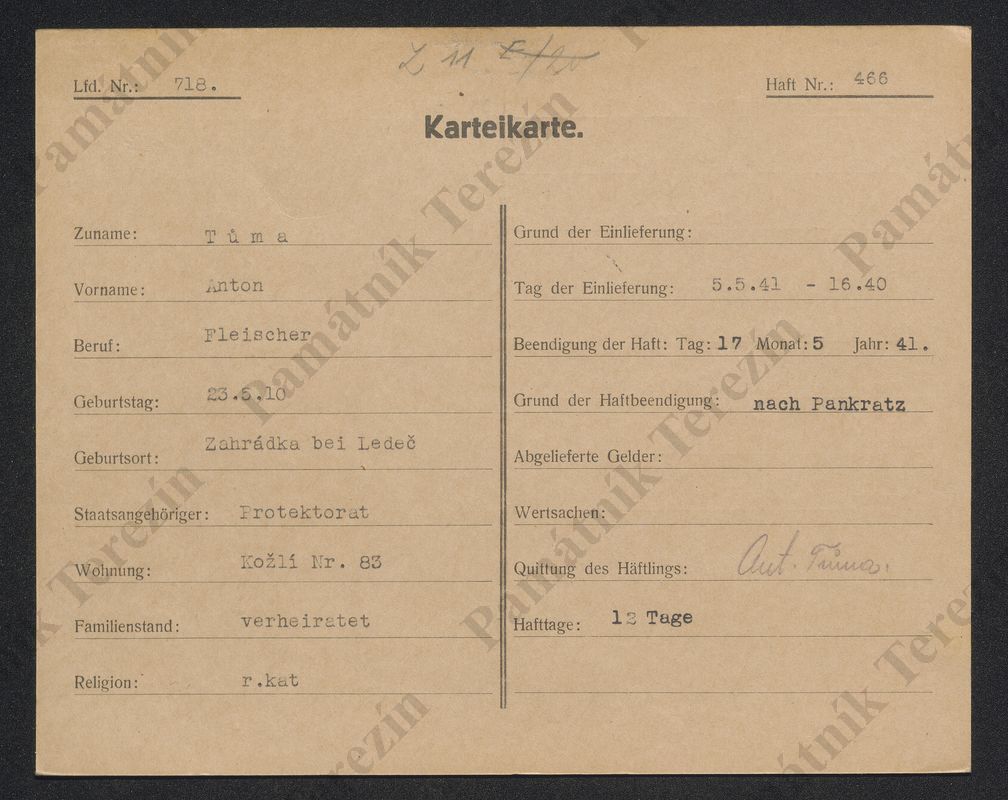 Lfd. Nr.: 718.
Haft Nr.: 466
Karteikarte.
Zuname: Tůma
Vorname: Anton
Beruf: Fleischer
Geburtstag: 23.5.10
Geburtsort: Zahrádka bei Ledeč
Staatsangehöriger: Protektorat
Wohnung: Kožlí Nr. 83
Familienstand: verheiratet
Religion: r.kat
Grund der Einlieferung:
Tag der Einlieferung: 5.5.41 - 16.40
Beendigung der Haft: Tag: 17 Monat: 5 Jahr: 41.
Grund der Haftbeendigung: nach Pankratz
Abgelieferte Gelder:
Wertsachen:
Quittung des Häftlings: Ant. Tůma.
Hafttage: Tage
Památník Terezín